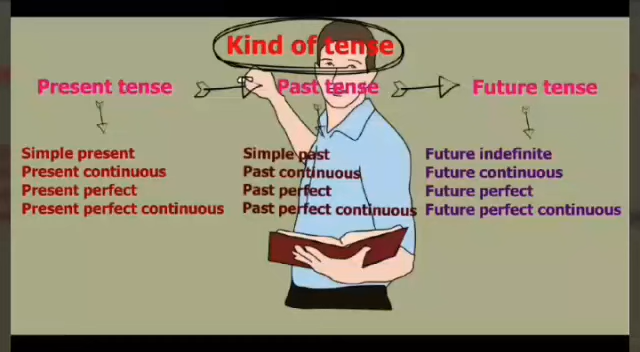 Kind of tense
Present tense
Past tense
Future tense
Simple present
Present continuous
Present perfect
Present perfect continuous
Simple past
Past continuous
Past perfect
Past perfect continuous
Future indefinite
Future continuous
Future perfect
Future perfect continuous